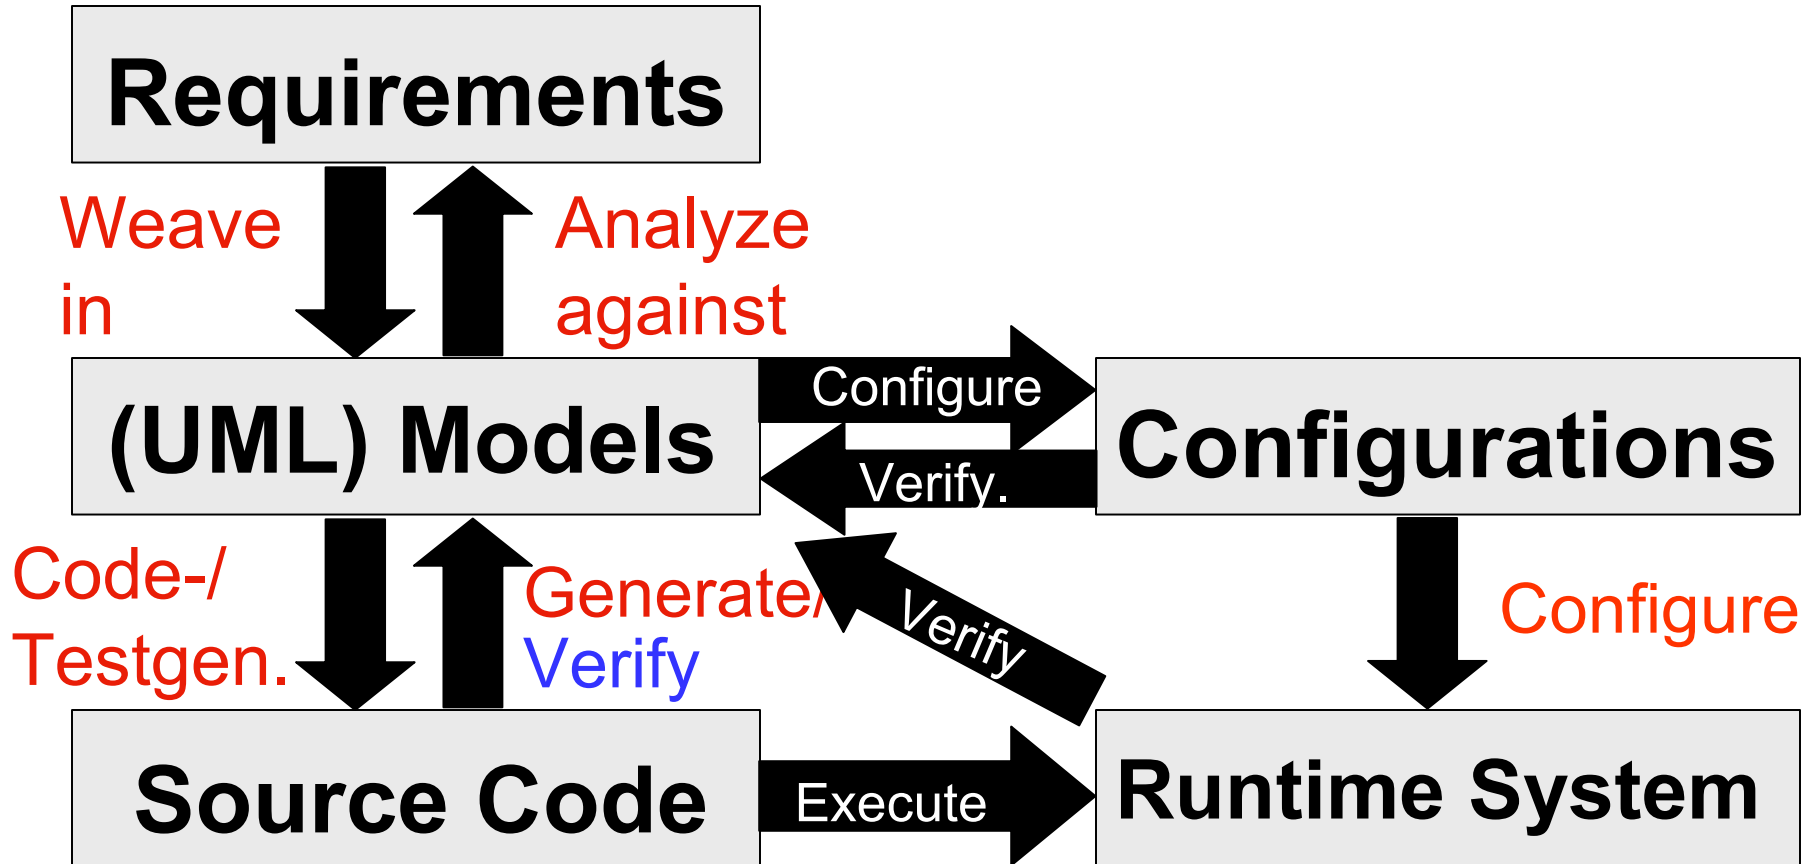 Requirements
Weave
in
Analyze
against
(UML) Models
Configure
Verify.
Configurations
Code-/
Testgen.
Generate/
Verify
Verify
Configure
Source Code
Execute
Runtime System